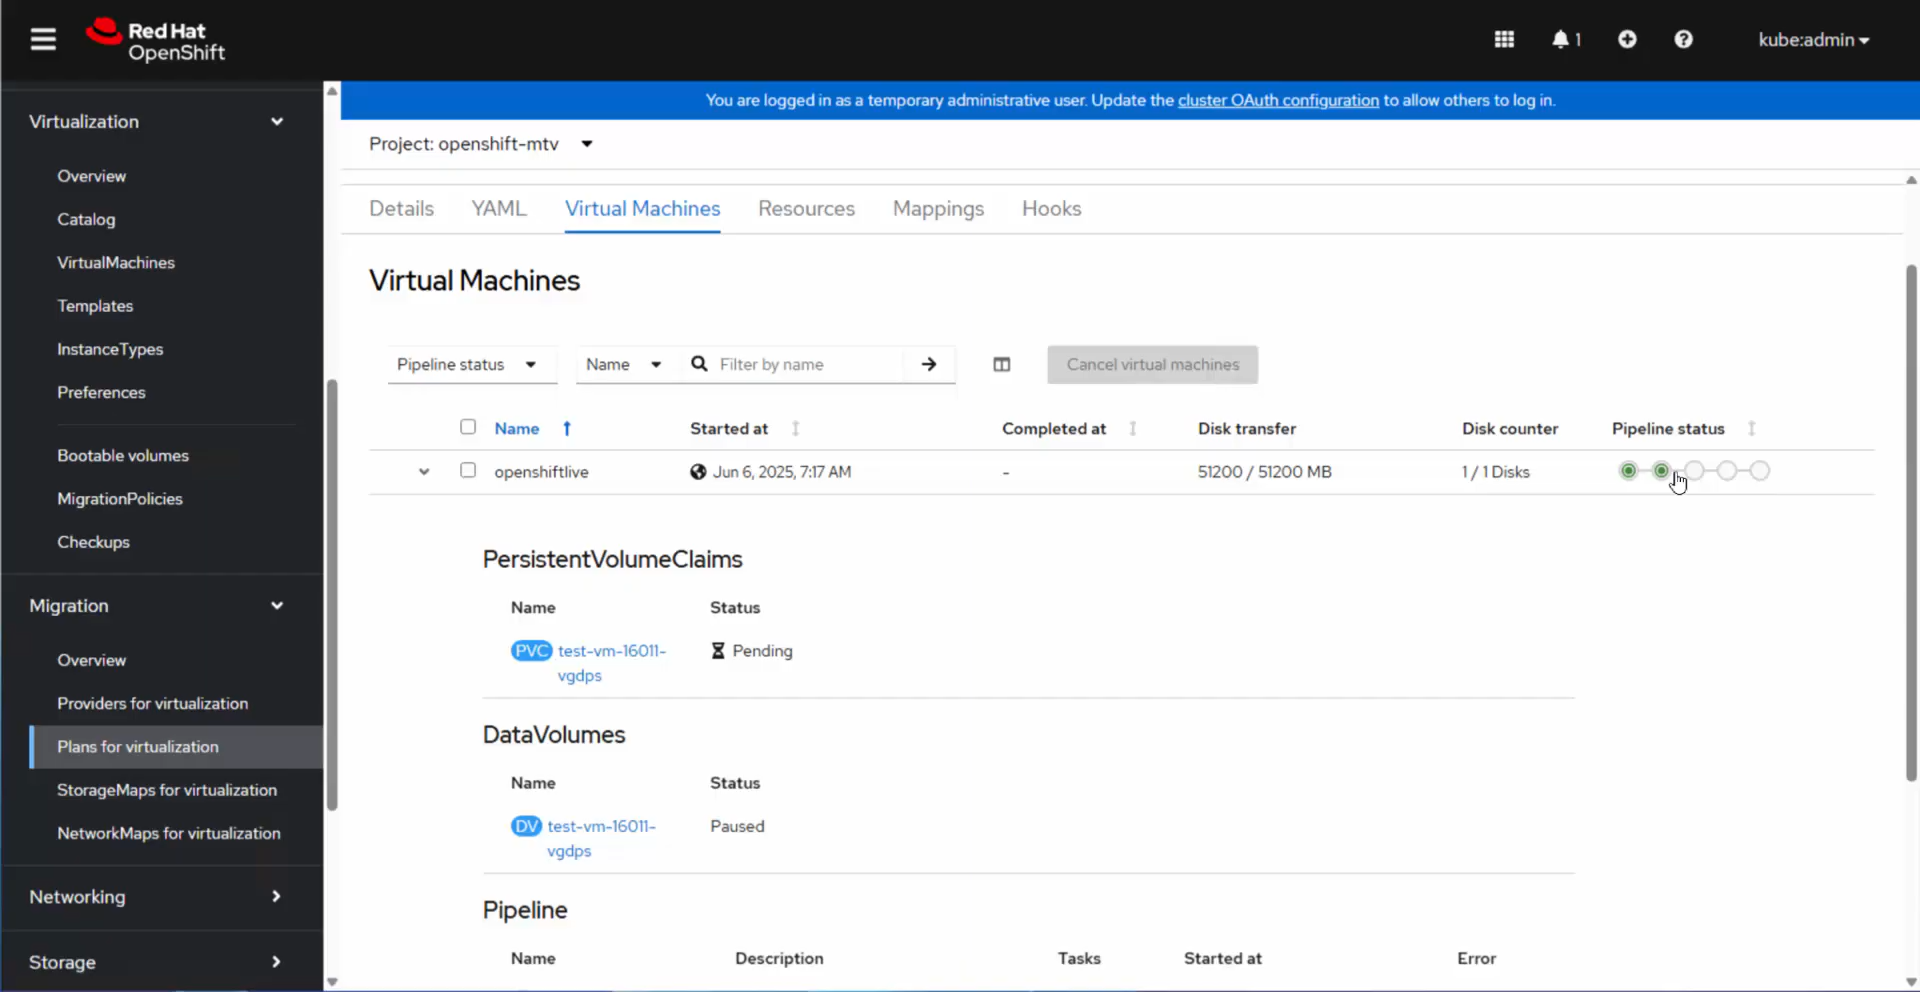 Red Hat
OpenShift
1
kube:admin
You are logged in as a temporary administrative user. Update the cluster OAuth configuration to allow others to log in.
Virtualization
Overview
Catalog
VirtualMachines
Templates
InstanceTypes
Preferences
Bootable volumes
MigrationPolicies
Checkups
Migration
Overview
Providers for virtualization
Plans for virtualization
StorageMaps for virtualization
NetworkMaps for virtualization
Networking
Storage
Project: openshift-mtv
Details YAML Virtual Machines Resources Mappings Hooks
Virtual Machines
Pipeline status Name Filter by name Cancel virtual machines
Name Started at Completed at Disk transfer Disk counter Pipeline status
openshiftlive Jun 6, 2025, 7:17 AM - 51200 / 51200 MB 1 / 1 Disks
PersistentVolumeClaims
Name Status
PVC test-vm-16011- Pending
vgdps
DataVolumes
Name Status
DV test-vm-16011- Paused
vgdps
Pipeline
Name Description Tasks Started at Error